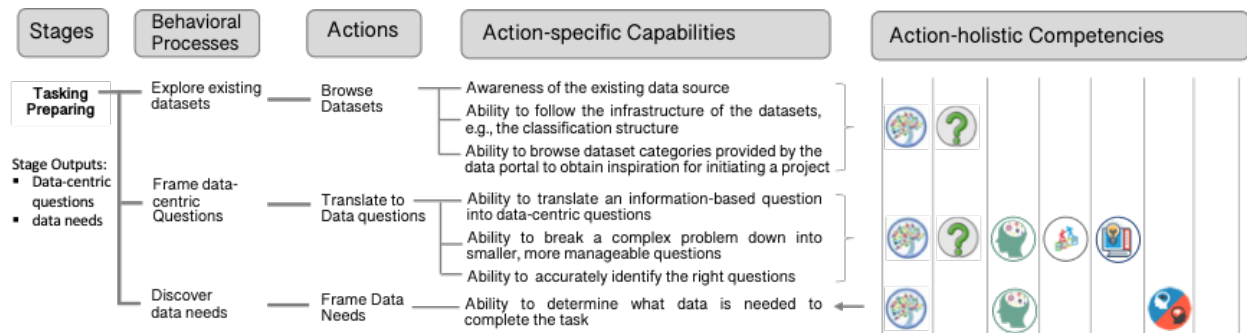 Stages
Behavioral
Processes
Actions
Action-specific Capabilities
Action-holistic Competencies
Tasking
Preparing
Stage Outputs:
▪ Data-centric
questions
▪ data needs
Explore existing
datasets
Browse
Datasets
Awareness of the existing data source
Ability to follow the infrastructure of the datasets,
e.g., the classification structure
Ability to browse dataset categories provided by the
data portal to obtain inspiration for initiating a project
Frame data-
centric
Questions
Translate to
Data questions
Ability to translate an information-based question
into data-centric questions
Ability to break a complex problem down into
smaller, more manageable questions
Ability to accurately identify the right questions
Discover
data needs
Frame Data
Needs
Ability to determine what data is needed to
complete the task
?
?